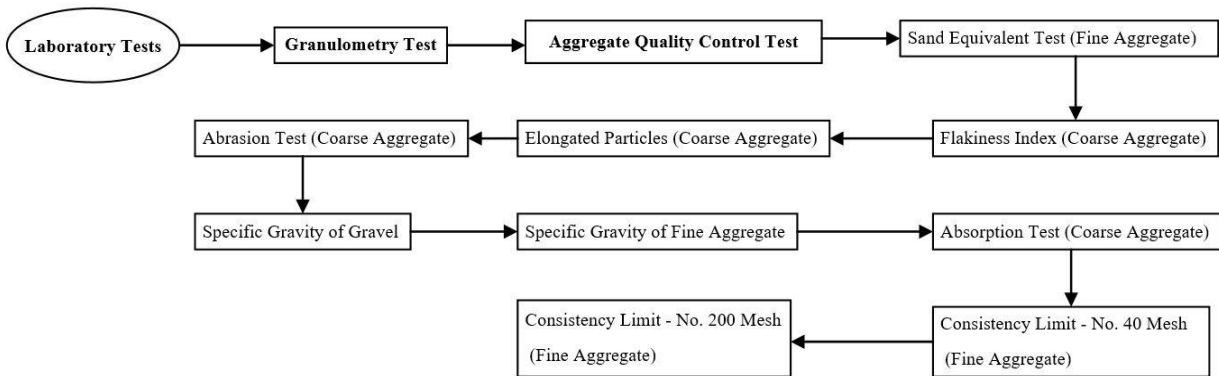 Laboratory Tests
Granulometry Test
Aggregate Quality Control Test
Sand Equivalent Test (Fine Aggregate)
Flakiness Index (Coarse Aggregate)
Elongated Particles (Coarse Aggregate)
Abrasion Test (Coarse Aggregate)
Specific Gravity of Gravel
Specific Gravity of Fine Aggregate
Absorption Test (Coarse Aggregate)
Consistency Limit - No. 40 Mesh
(Fine Aggregate)
Consistency Limit - No. 200 Mesh
(Fine Aggregate)